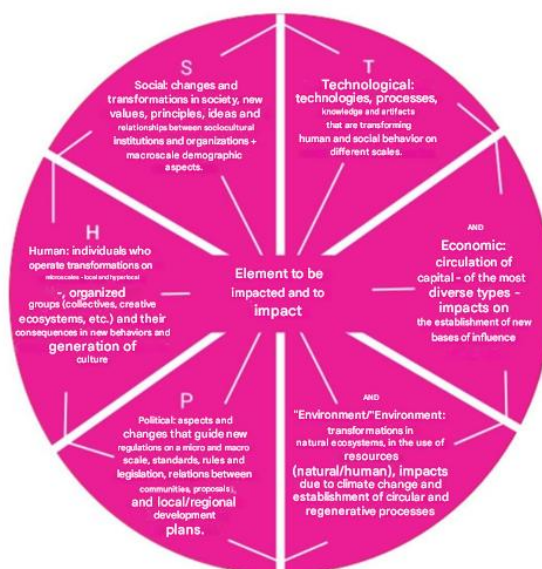 S
Social: changes and
transformations in society, new
values, principles, ideas and
relationships between sociocultural
institutions and organizations +
macroscale demographic
aspects.
T
Technological:
technologies, processes,
knowledge and artifacts
that are transforming
human and social behavior on
different scales.
H
Human: individuals who
operate transformations on
microscales - local and hyperlocal
-, organized
groups (collectives, creative
ecosystems, etc.) and their
consequences in new behaviors and
generation of
culture
Element to be
impacted and to
impact
AND
Economic:
circulation of
capital - of the most
diverse types -
impacts on
the establishment of new
bases of influence
P
Political: aspects and
changes that guide new
regulations on a micro and macro
scale, standards, rules and
legislation, relations between
communities, proposals,
and local/regional
development
plans.
AND
"Environment/"Environment:
transformations in
natural ecosystems, in the use of
resources
(natural/human), impacts
due to climate change and
establishment of circular and
regenerative processes